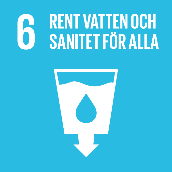 6 RENT VATTEN OCH
SANITET FÖR ALLA